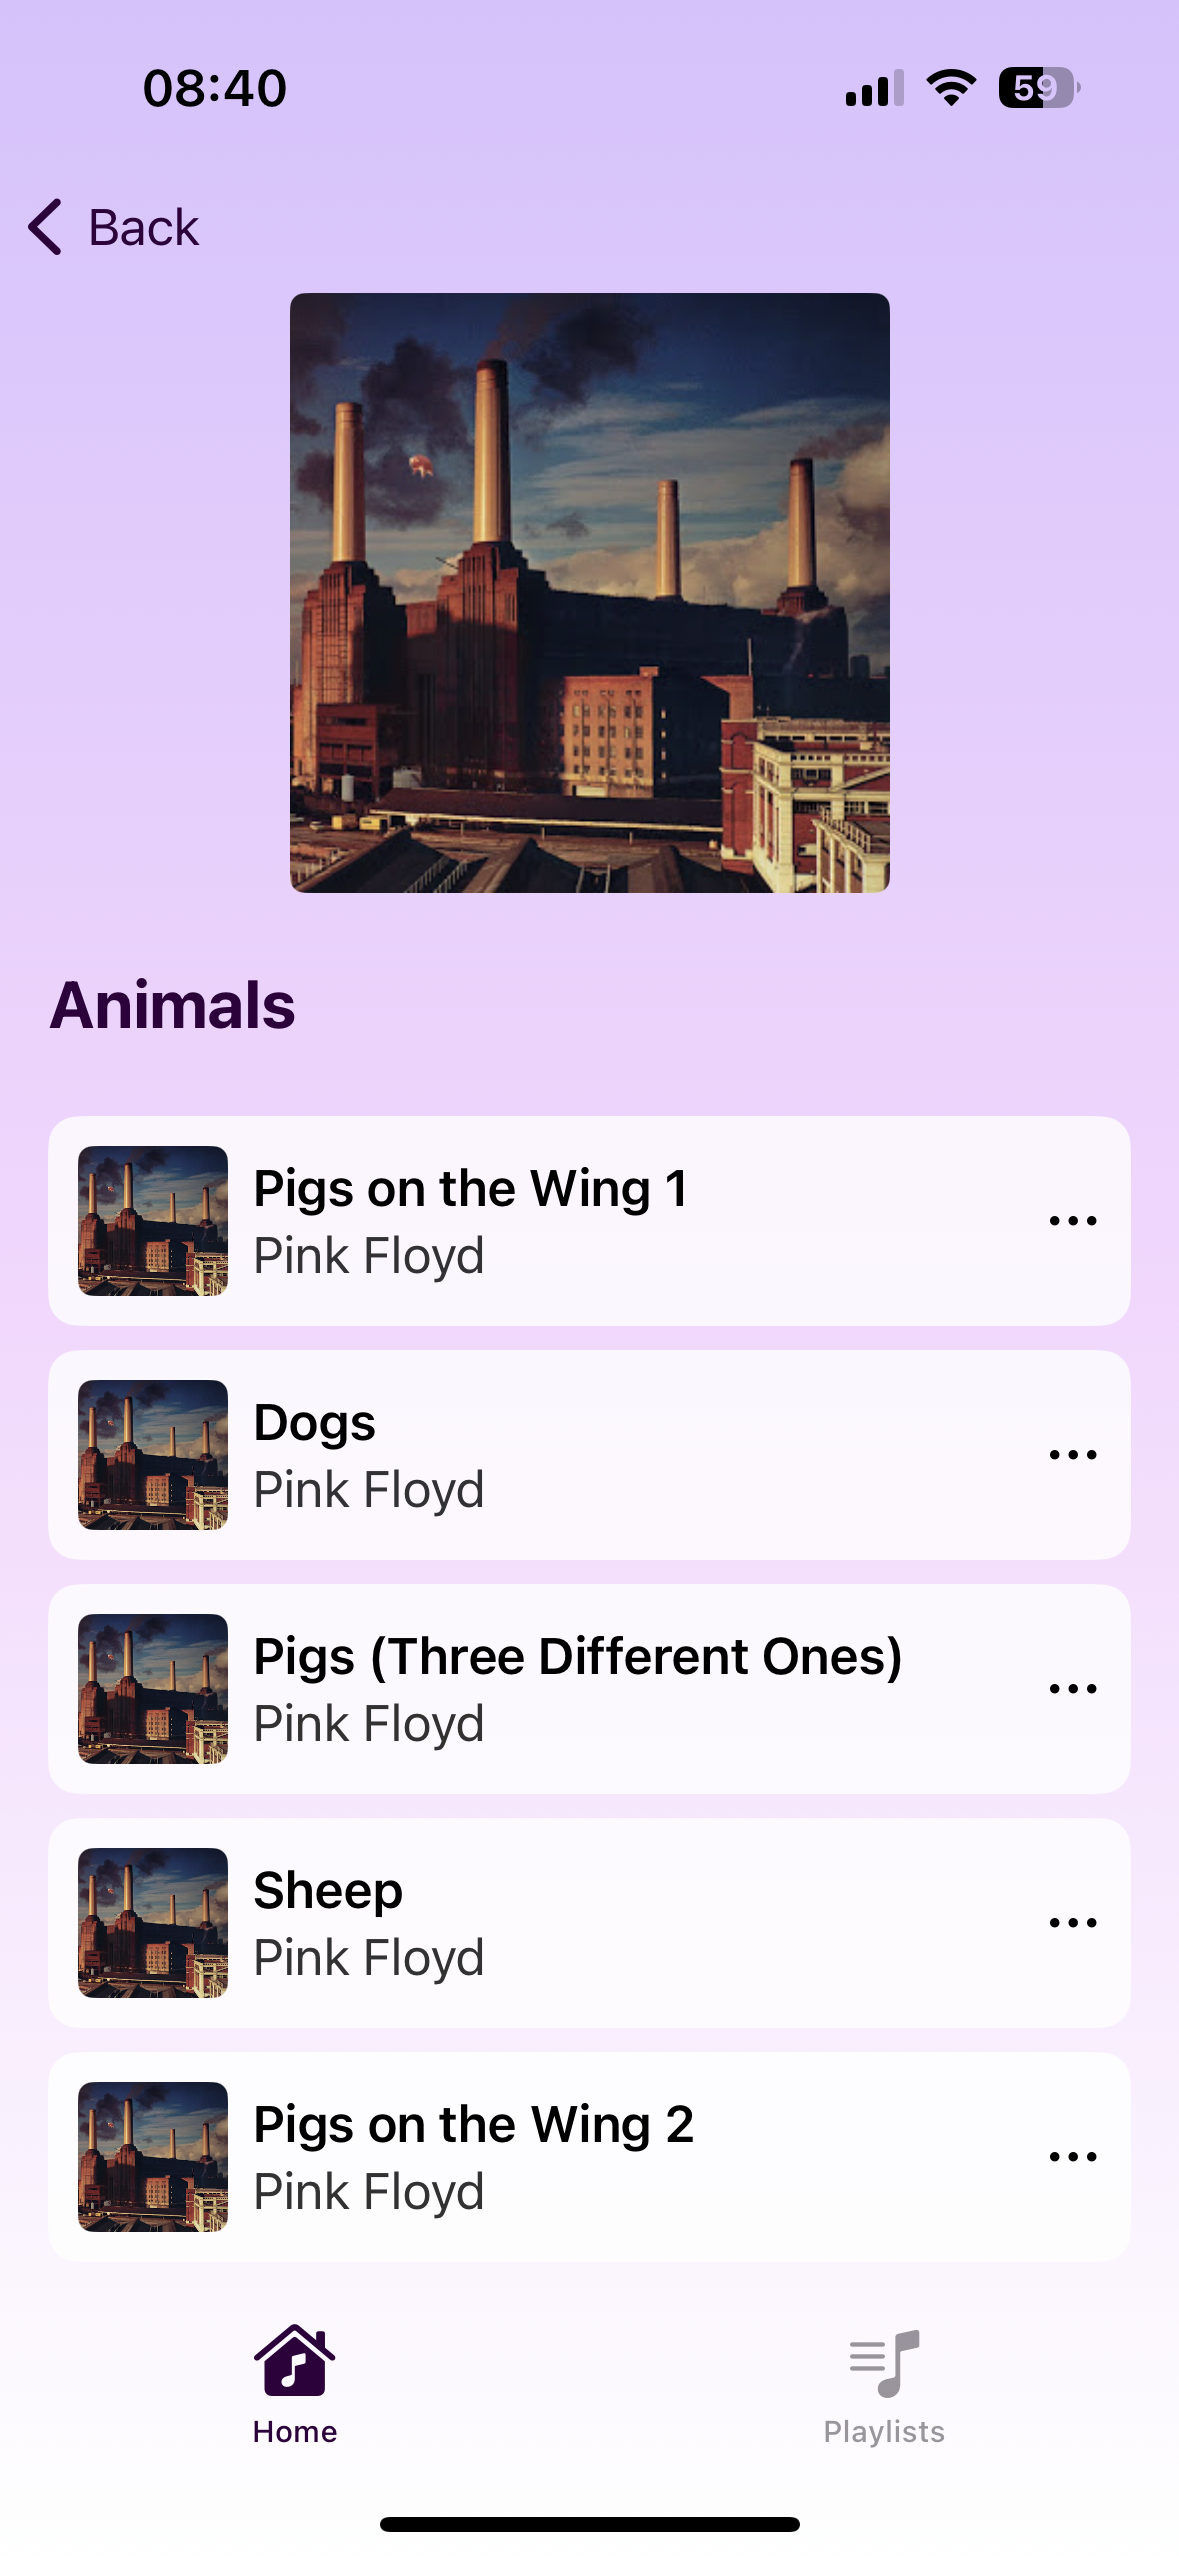 08:40
59
Back
Animals
Pigs on the Wing 1
Pink Floyd
Dogs
Pink Floyd
Pigs (Three Different Ones)
Pink Floyd
Sheep
Pink Floyd
Pigs on the Wing 2
Pink Floyd
Home
Playlists